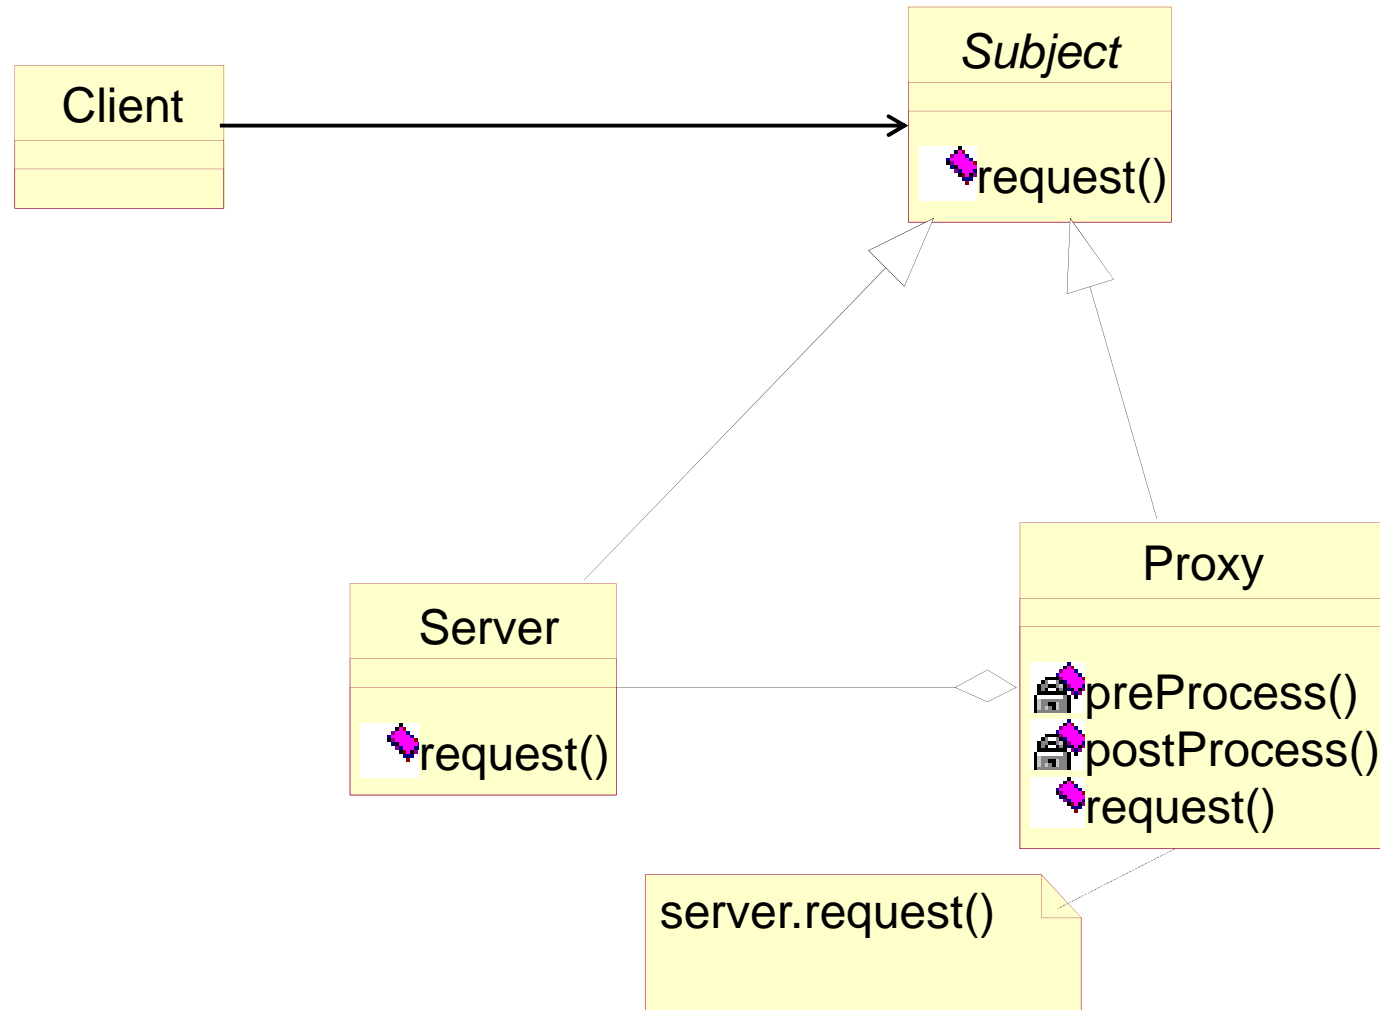 Subject
Client
request()
Proxy
Server
preProcess()
postProcess()
request()
request()
server.request()